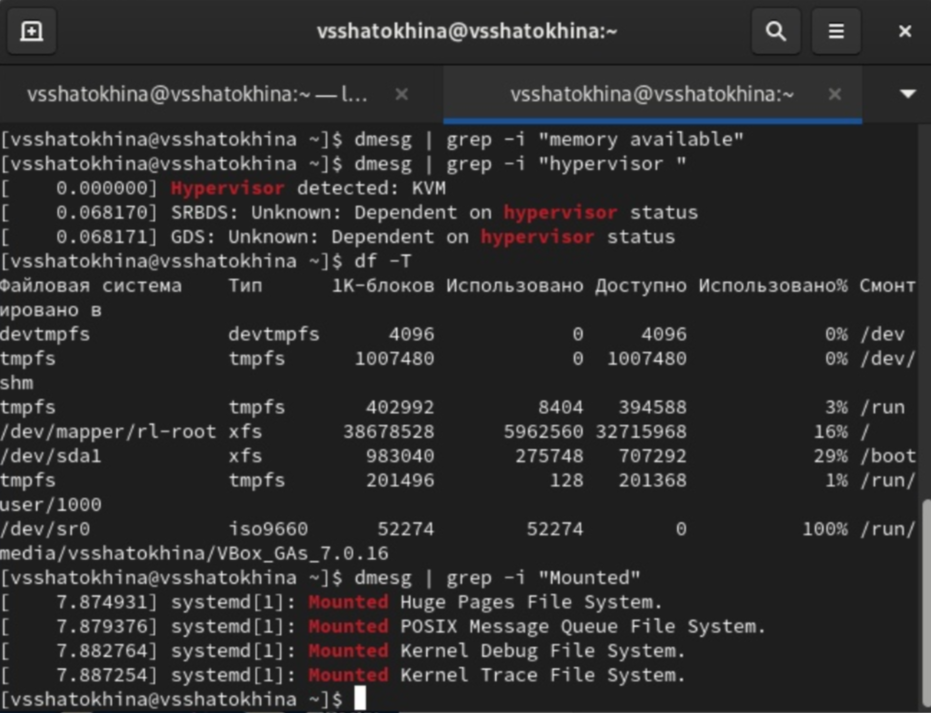 vsshatokhina@vsshatokhina:~
vsshatokhina@vsshatokhina:~ — l...
vsshatokhina@vsshatokhina:~
[vsshatokhina@vsshatokhina ~]$ dmesg | grep -i "memory available"
[vsshatokhina@vsshatokhina ~]$ dmesg | grep -i "hypervisor "
[    0.000000] Hypervisor detected: KVM
[    0.068170] SRBDS: Unknown: Dependent on hypervisor status
[    0.068171] GDS: Unknown: Dependent on hypervisor status
[vsshatokhina@vsshatokhina ~]$ df -T
Файловая система    Тип      1K-блоков Использовано Доступно Использовано% Смонт
ировано в
devtmpfs            devtmpfs      4096            0     4096            0% /dev
tmpfs               tmpfs      1007480            0  1007480            0% /dev/
shm
tmpfs               tmpfs       402992         8404   394588            3% /run
/dev/mapper/rl-root xfs       38678528      5962560 32715968           16% /
/dev/sda1           xfs         983040       275748   707292           29% /boot
tmpfs               tmpfs       201496          128   201368            1% /run/
user/1000
/dev/sr0            iso9660      52274        52274        0          100% /run/
media/vsshatokhina/VBox_GAs_7.0.16
[vsshatokhina@vsshatokhina ~]$ dmesg | grep -i "Mounted"
[    7.874931] systemd[1]: Mounted Huge Pages File System.
[    7.879376] systemd[1]: Mounted POSIX Message Queue File System.
[    7.882764] systemd[1]: Mounted Kernel Debug File System.
[    7.887254] systemd[1]: Mounted Kernel Trace File System.
[vsshatokhina@vsshatokhina ~]$